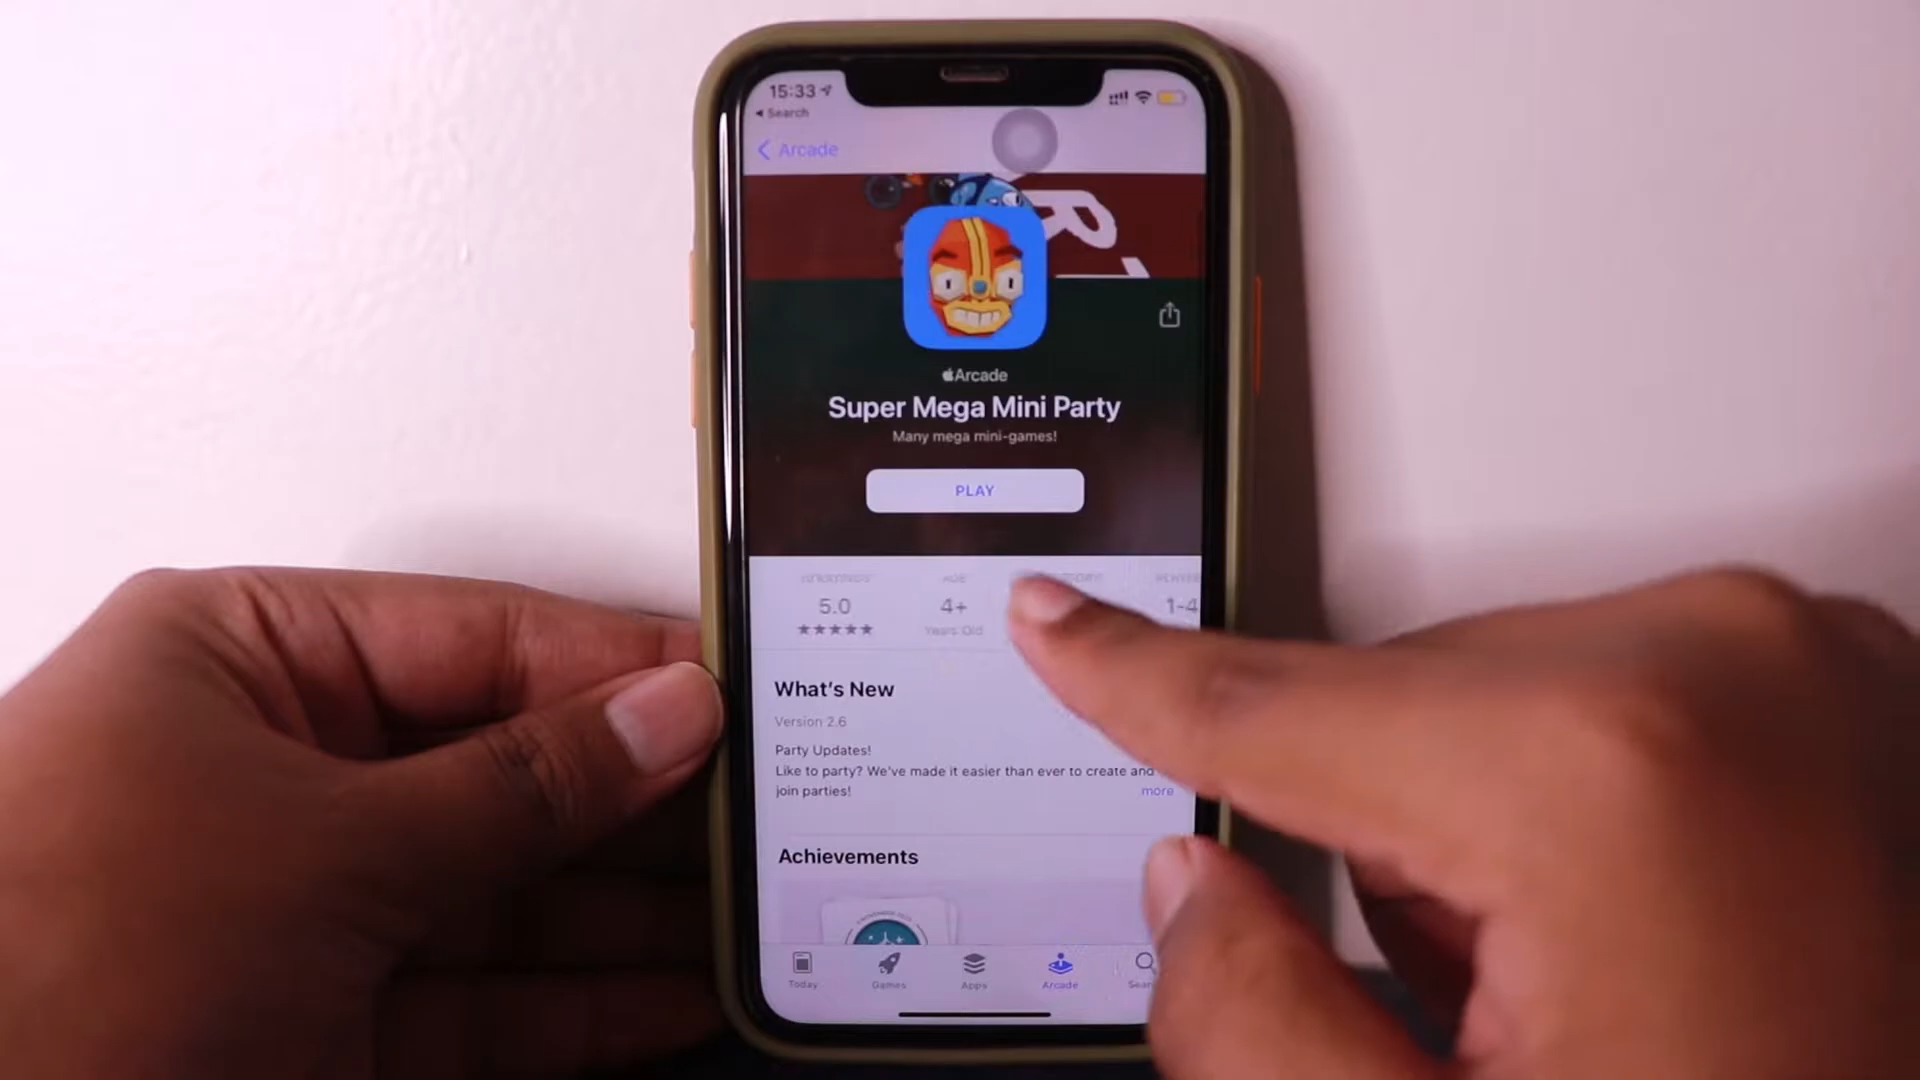 15:33
Search
Arcade
R
Arcade
Super Mega Mini Party
Many mega mini-games!
PLAY
AGE
5.0
4+
1-4
★★★★★
Years Old
What's New
Version 2.6
Party Updates!
Like to party? We've made it easier than ever to create and
join parties!
more
Achievements
Today
Games
Apps
Arcade